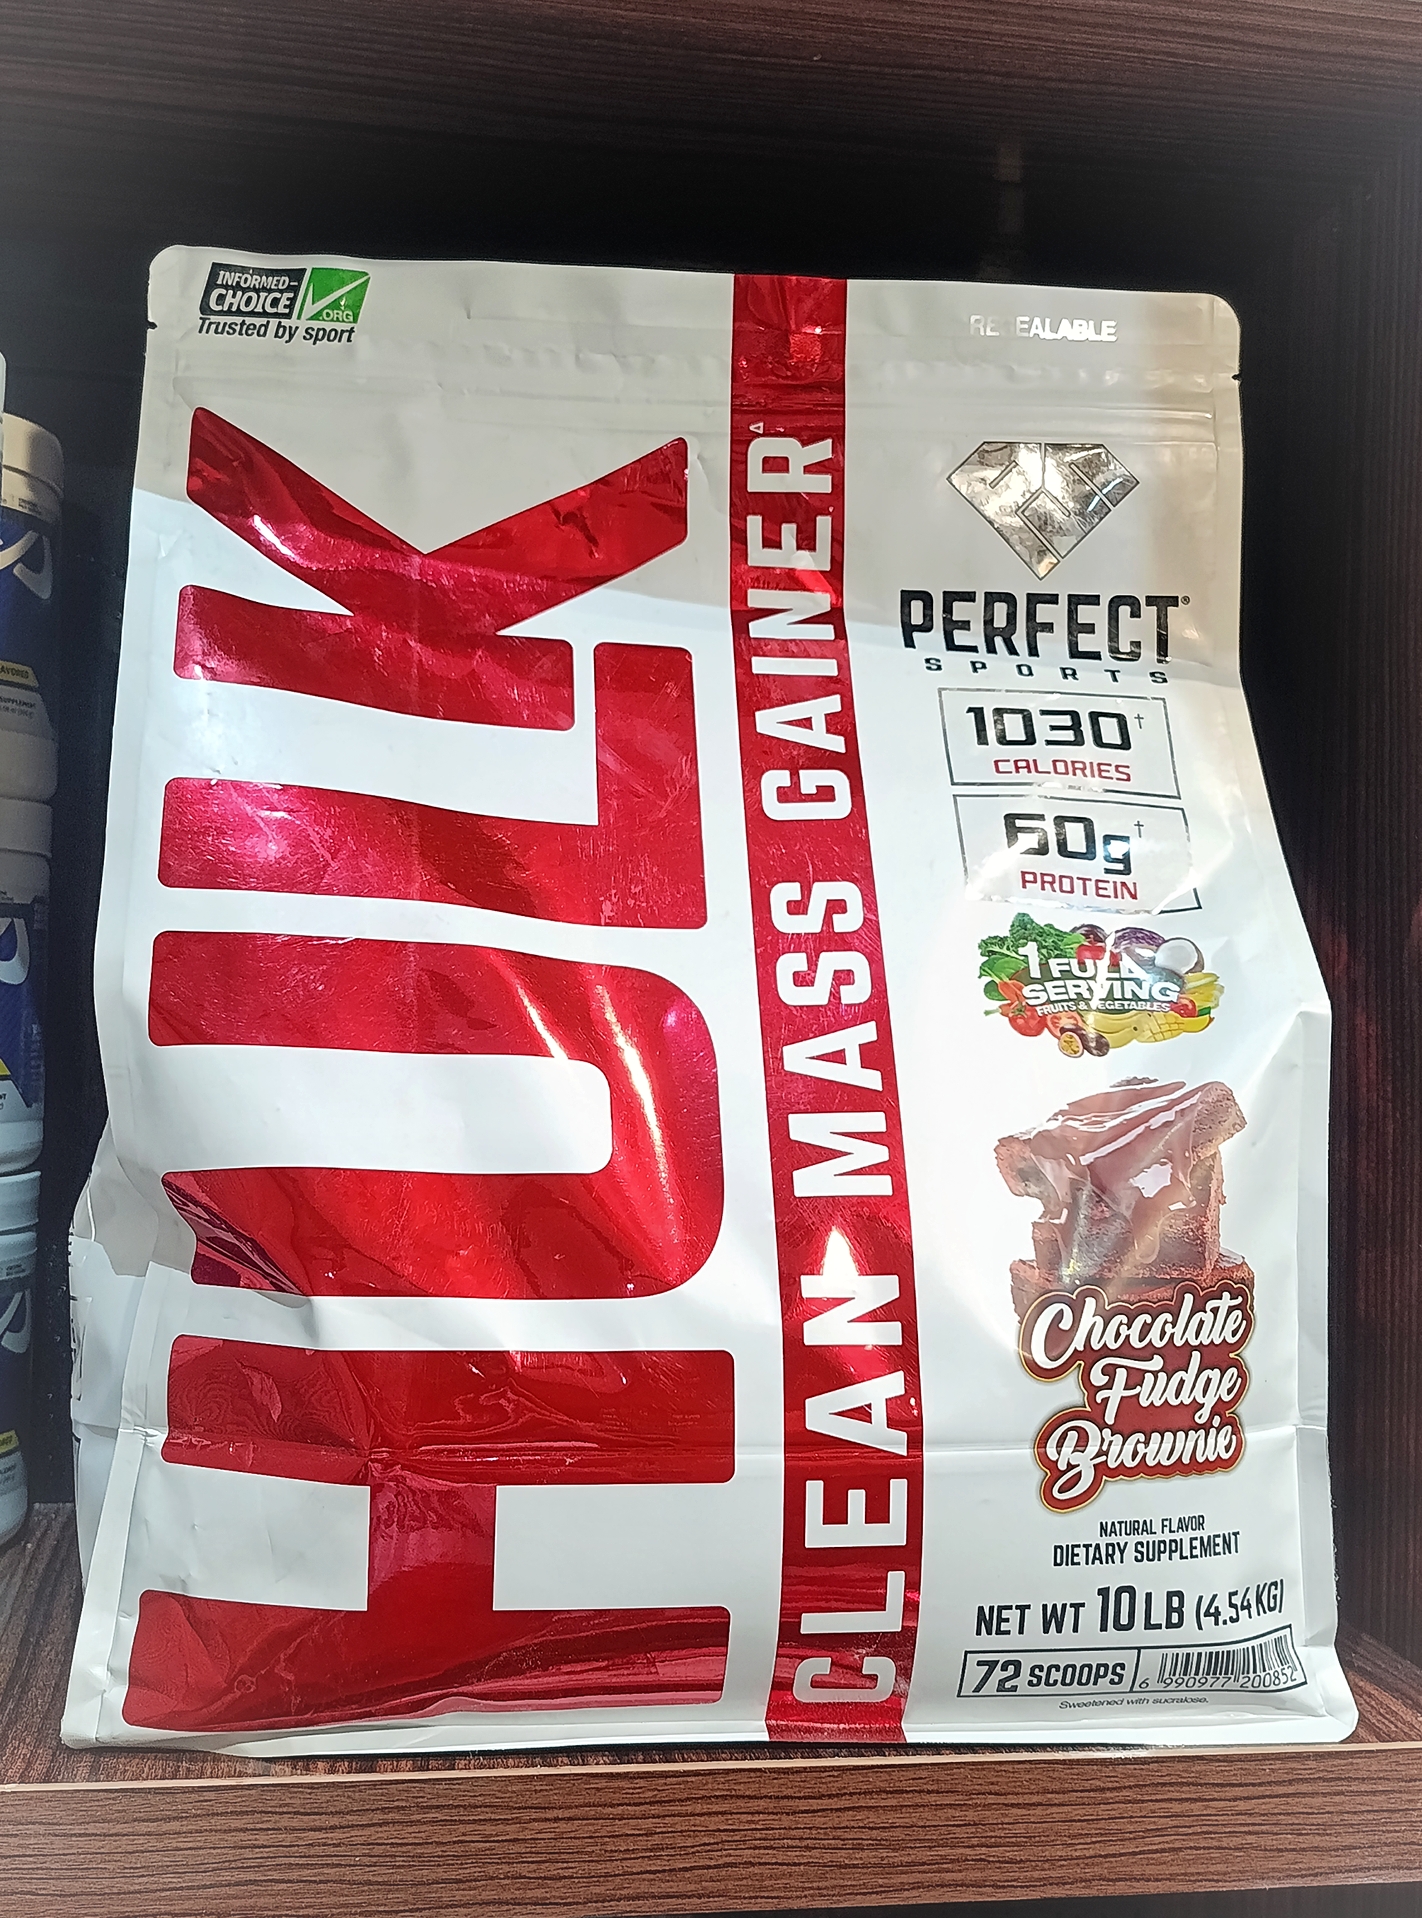 INFORMED-
CHOICE
.ORG
Trusted by sport
HULK
CLEAN MASS GAINER
RESEALABLE
PERFECT®
SPORTS
1030†
CALORIES
60g†
PROTEIN
1 FULL
SERVING
FRUITS & VEGETABLES
Chocolate
Fudge
Brownie
NATURAL FLAVOR
DIETARY SUPPLEMENT
NET WT 10 LB (4.54 KG)
72 SCOOPS
6 990977 200852
Sweetened with sucralose.